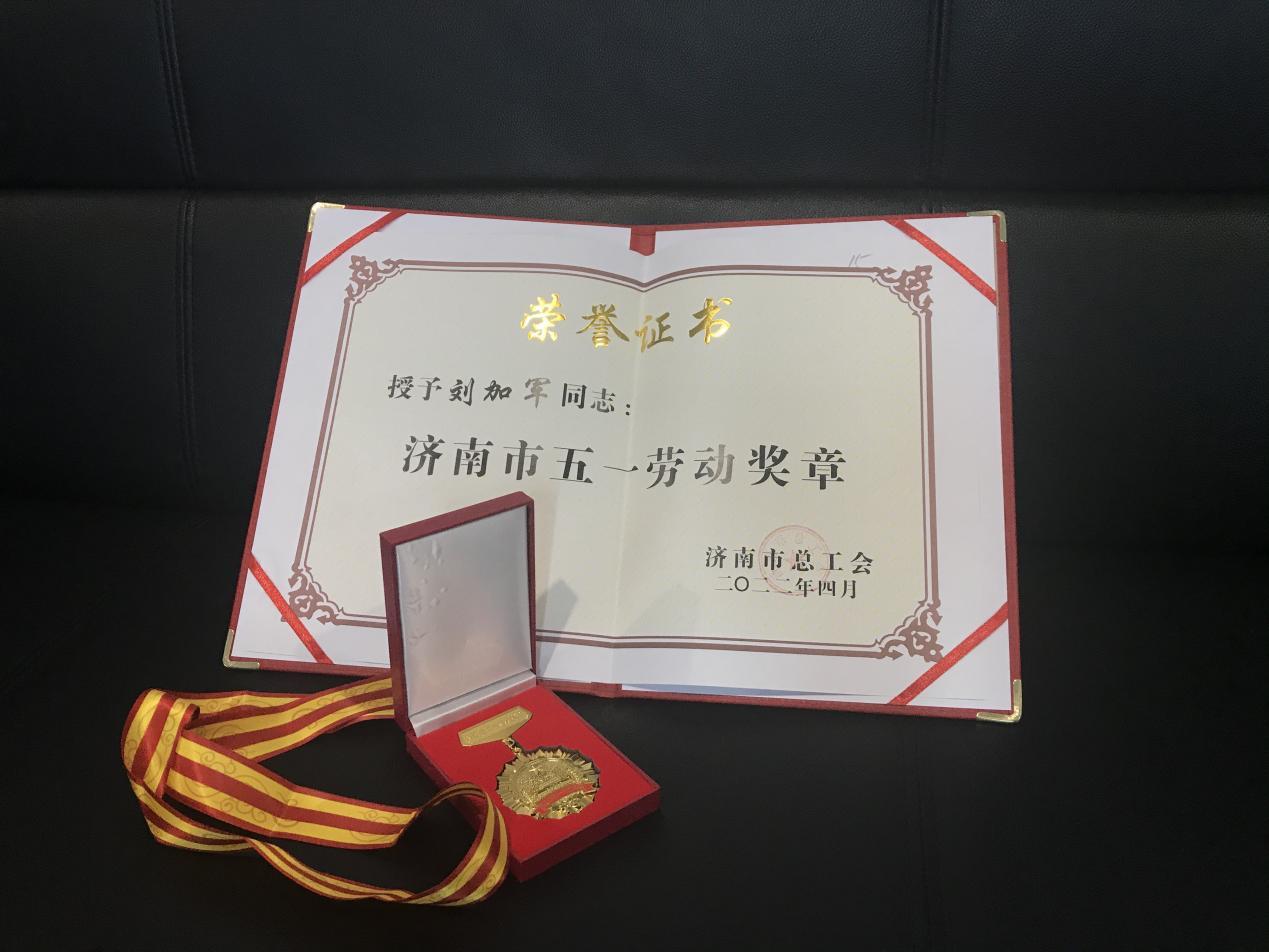 荣誉证书
授予刘加军同志：
济南市五一劳动奖章
济南市总工会
二〇二二年四月